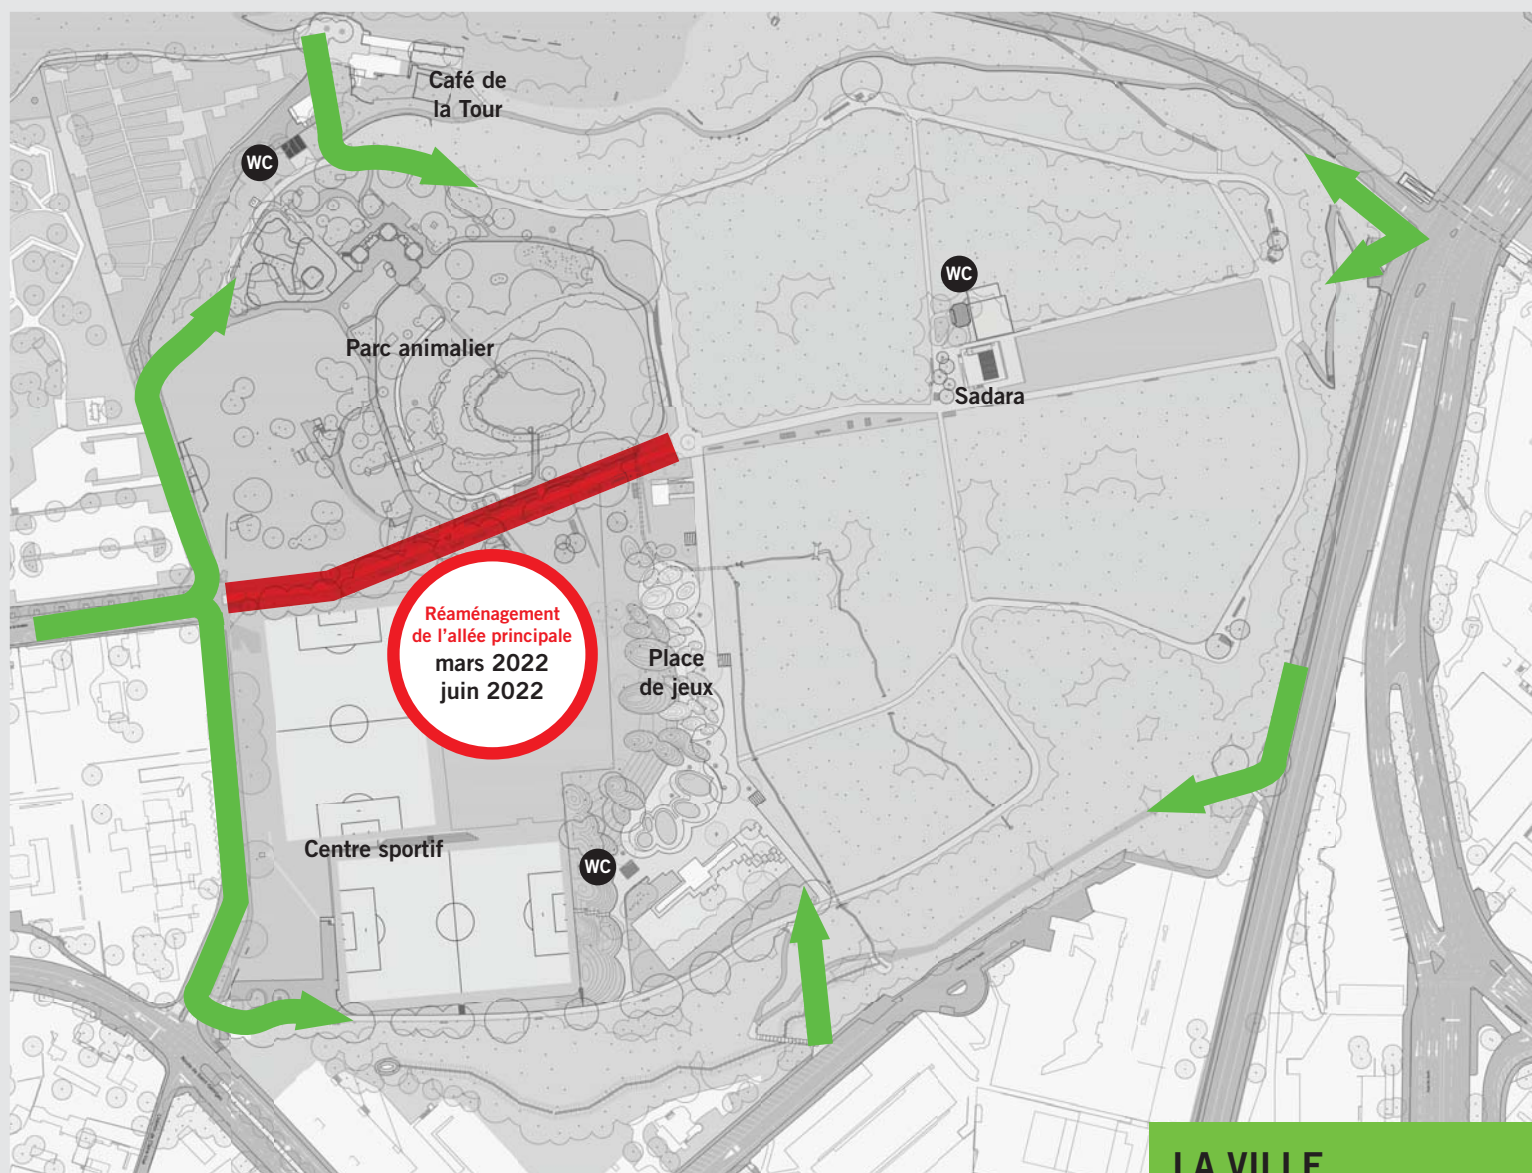 Café de
la Tour
WC
WC
Parc animalier
Sadara
Réaménagement
de l'allée principale
mars 2022
juin 2022
Place
de jeux
Centre sportif
WC
LA VILLE